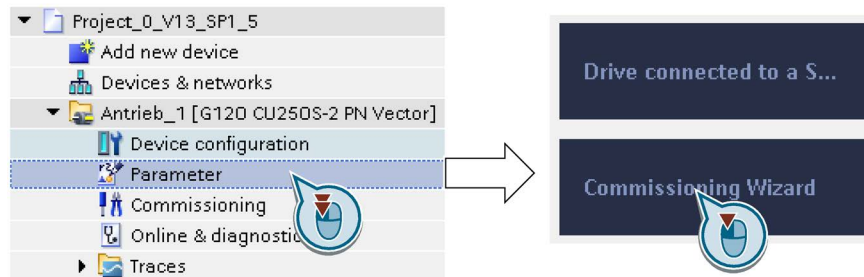 Project_0_V13_SP1_5
Add new device
Devices & networks
Antrieb_1 [G120 CU250S-2 PN Vector]
Device configuration
Parameter
Commissioning
Online & diagnostic
Traces
Drive connected to a S...
Commissioning Wizard